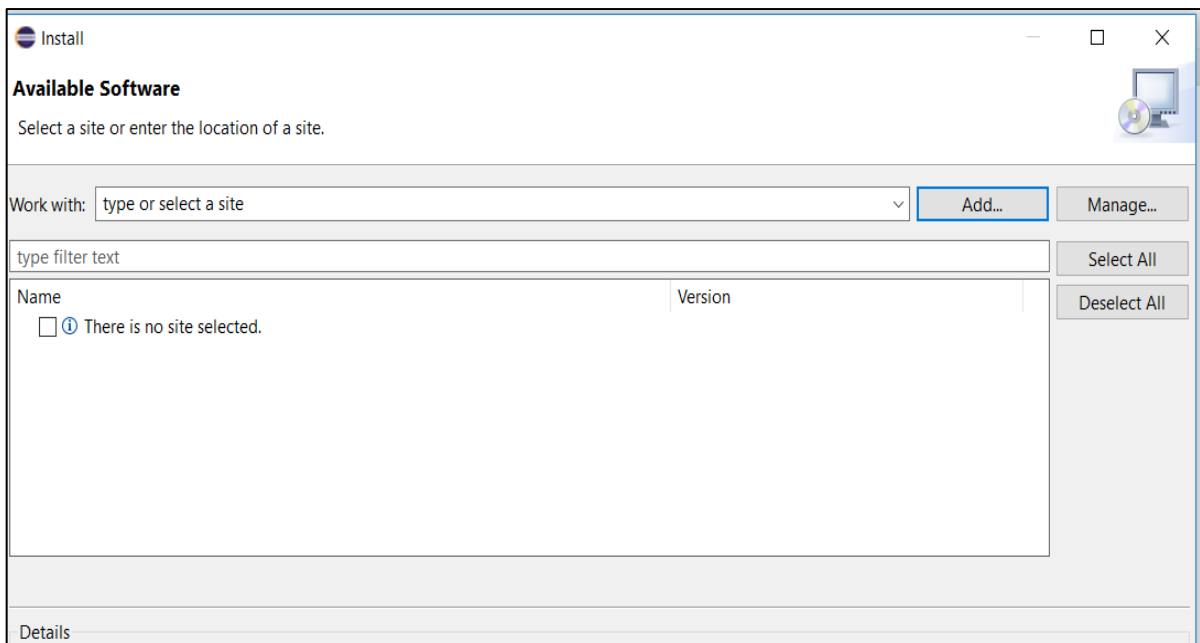 Install
Available Software
Select a site or enter the location of a site.
Work with: type or select a site Add... Manage...
type filter text Select All
Name Version Deselect All
There is no site selected.
Details